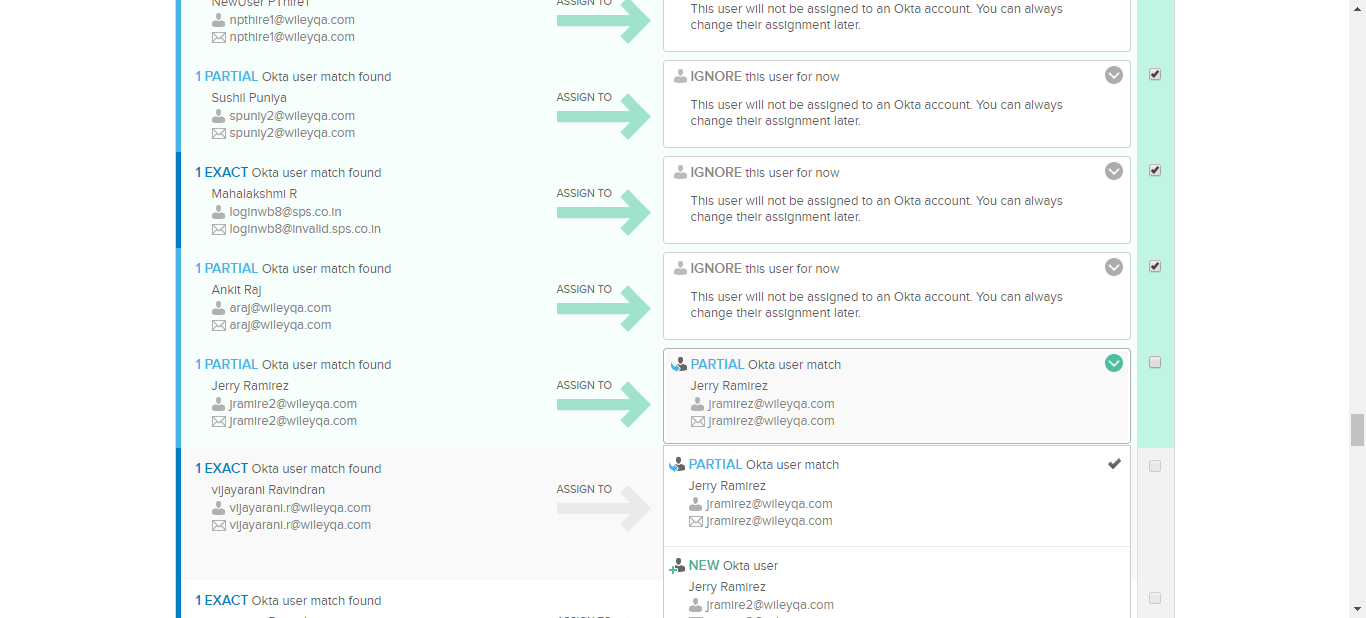 NewUser PThire1
ASSIGN TO
npthire1@wileyqa.com
npthire1@wileyqa.com
This user will not be assigned to an Okta account. You can always
change their assignment later.
1 PARTIAL Okta user match found
Sushil Puniya
spuniy2@wileyqa.com
spuniy2@wileyqa.com
ASSIGN TO
IGNORE this user for now
This user will not be assigned to an Okta account. You can always
change their assignment later.
1 EXACT Okta user match found
Mahalakshmi R
loginwb8@sps.co.in
loginwb8@invalid.sps.co.in
ASSIGN TO
IGNORE this user for now
This user will not be assigned to an Okta account. You can always
change their assignment later.
1 PARTIAL Okta user match found
Ankit Raj
araj@wileyqa.com
araj@wileyqa.com
ASSIGN TO
IGNORE this user for now
This user will not be assigned to an Okta account. You can always
change their assignment later.
1 PARTIAL Okta user match found
Jerry Ramirez
jramire2@wileyqa.com
jramire2@wileyqa.com
ASSIGN TO
PARTIAL Okta user match
Jerry Ramirez
jramirez@wileyqa.com
jramirez@wileyqa.com
1 EXACT Okta user match found
vijayarani Ravindran
vijayarani.r@wileyqa.com
vijayarani.r@wileyqa.com
ASSIGN TO
PARTIAL Okta user match
Jerry Ramirez
jramirez@wileyqa.com
jramirez@wileyqa.com
NEW Okta user
Jerry Ramirez
jramire2@wileyqa.com
1 EXACT Okta user match found